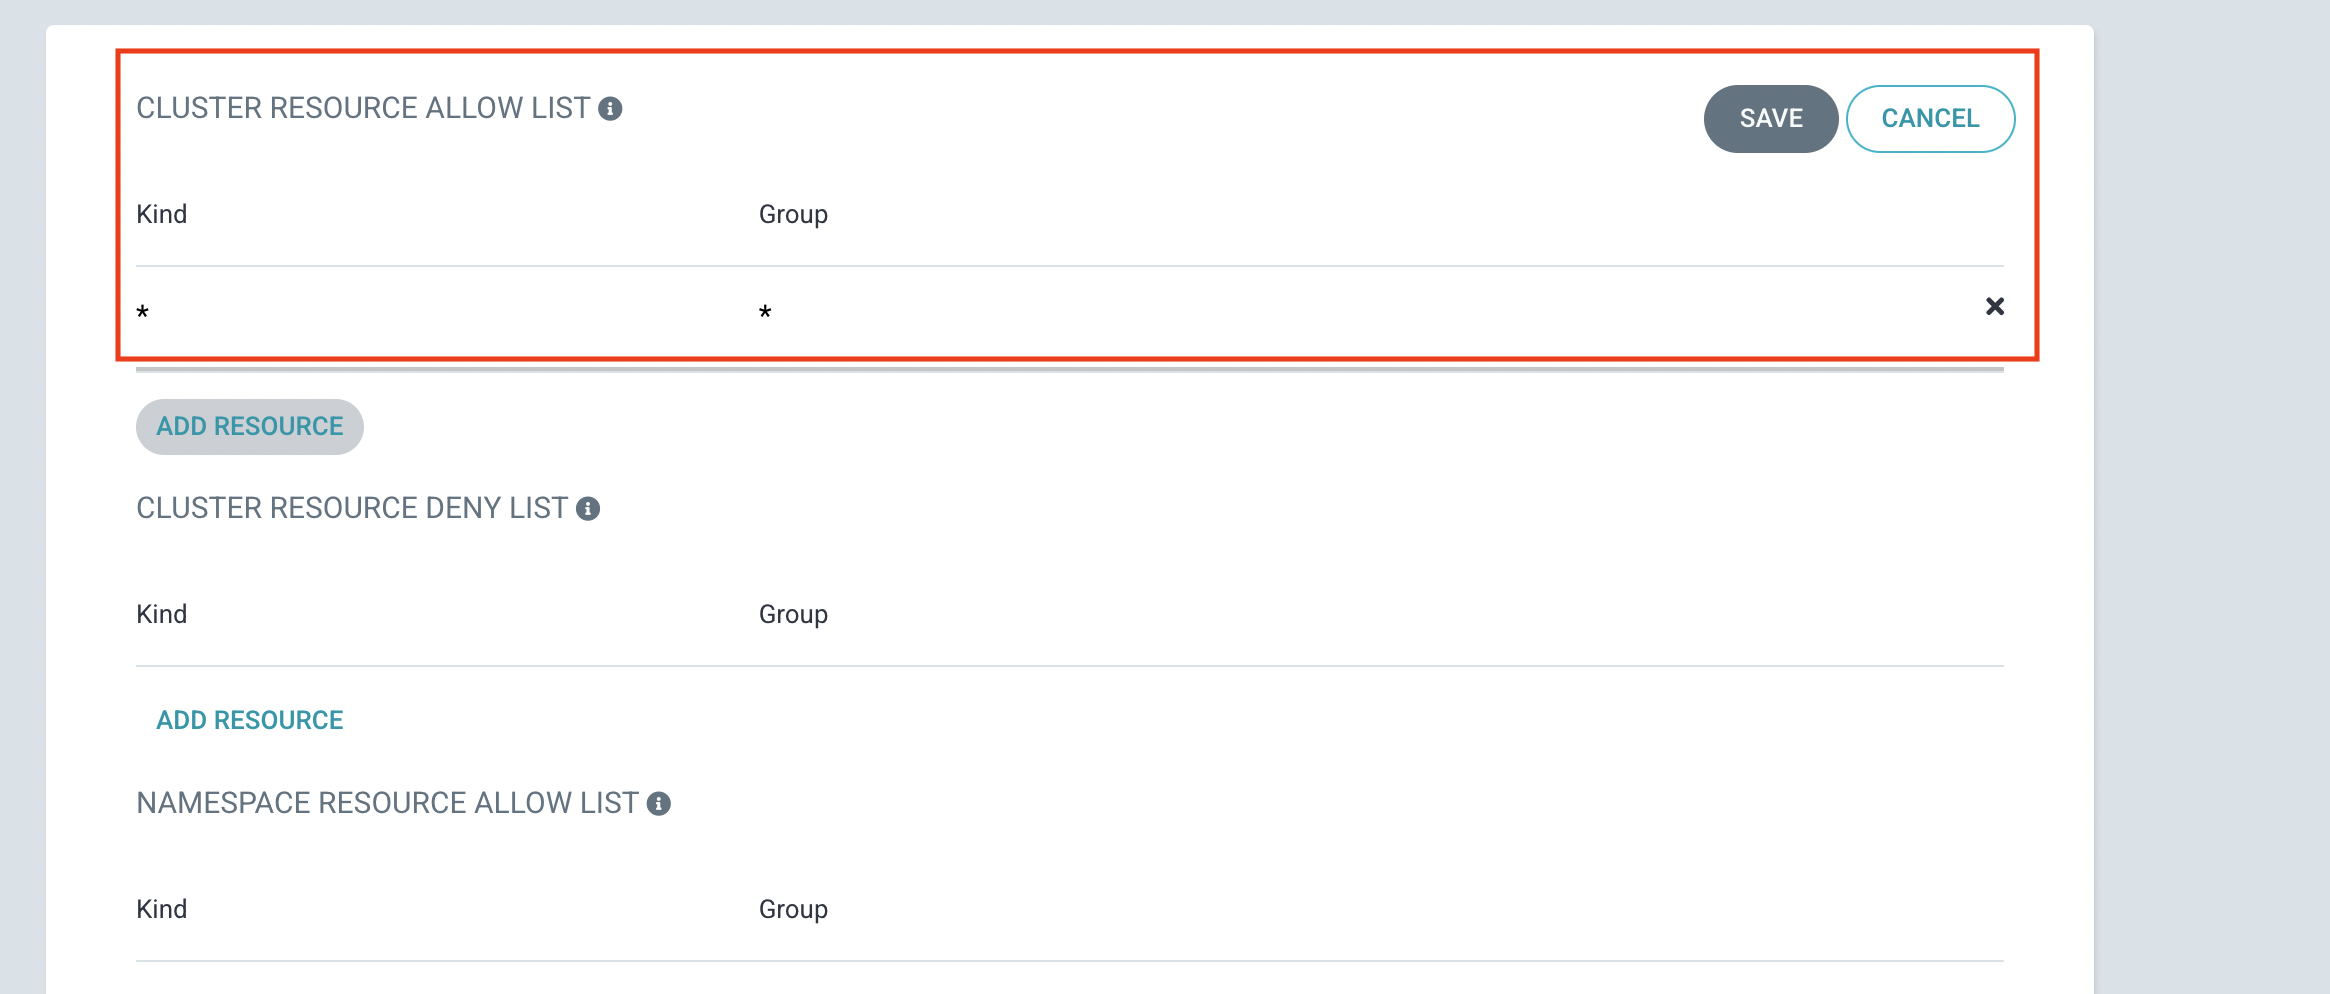 CLUSTER RESOURCE ALLOW LIST
SAVE CANCEL
Kind Group
* *
ADD RESOURCE
CLUSTER RESOURCE DENY LIST
Kind Group
ADD RESOURCE
NAMESPACE RESOURCE ALLOW LIST
Kind Group